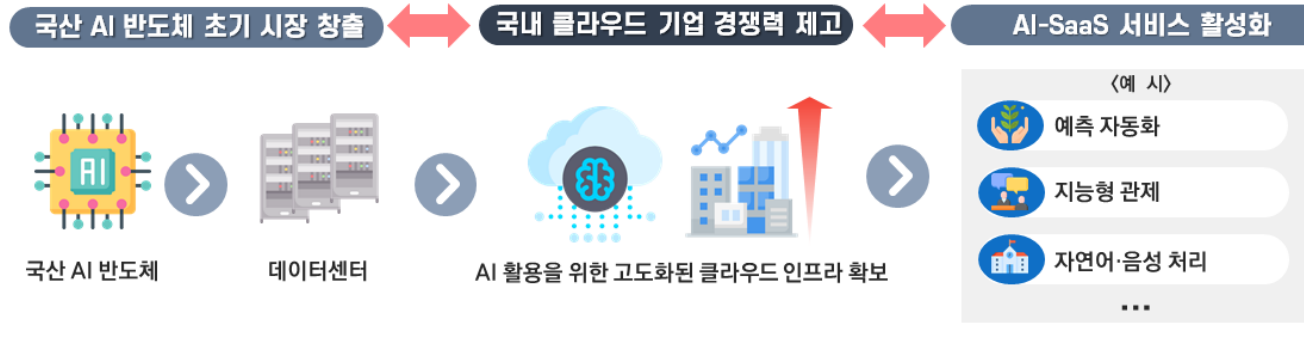 국산 AI 반도체 초기 시장 창출
국내 클라우드 기업 경쟁력 제고
AI-SaaS 서비스 활성화
<예 시>
예측 자동화
지능형 관제
자연어·음성 처리
...
AI
국산 AI 반도체
데이터센터
AI 활용을 위한 고도화된 클라우드 인프라 확보